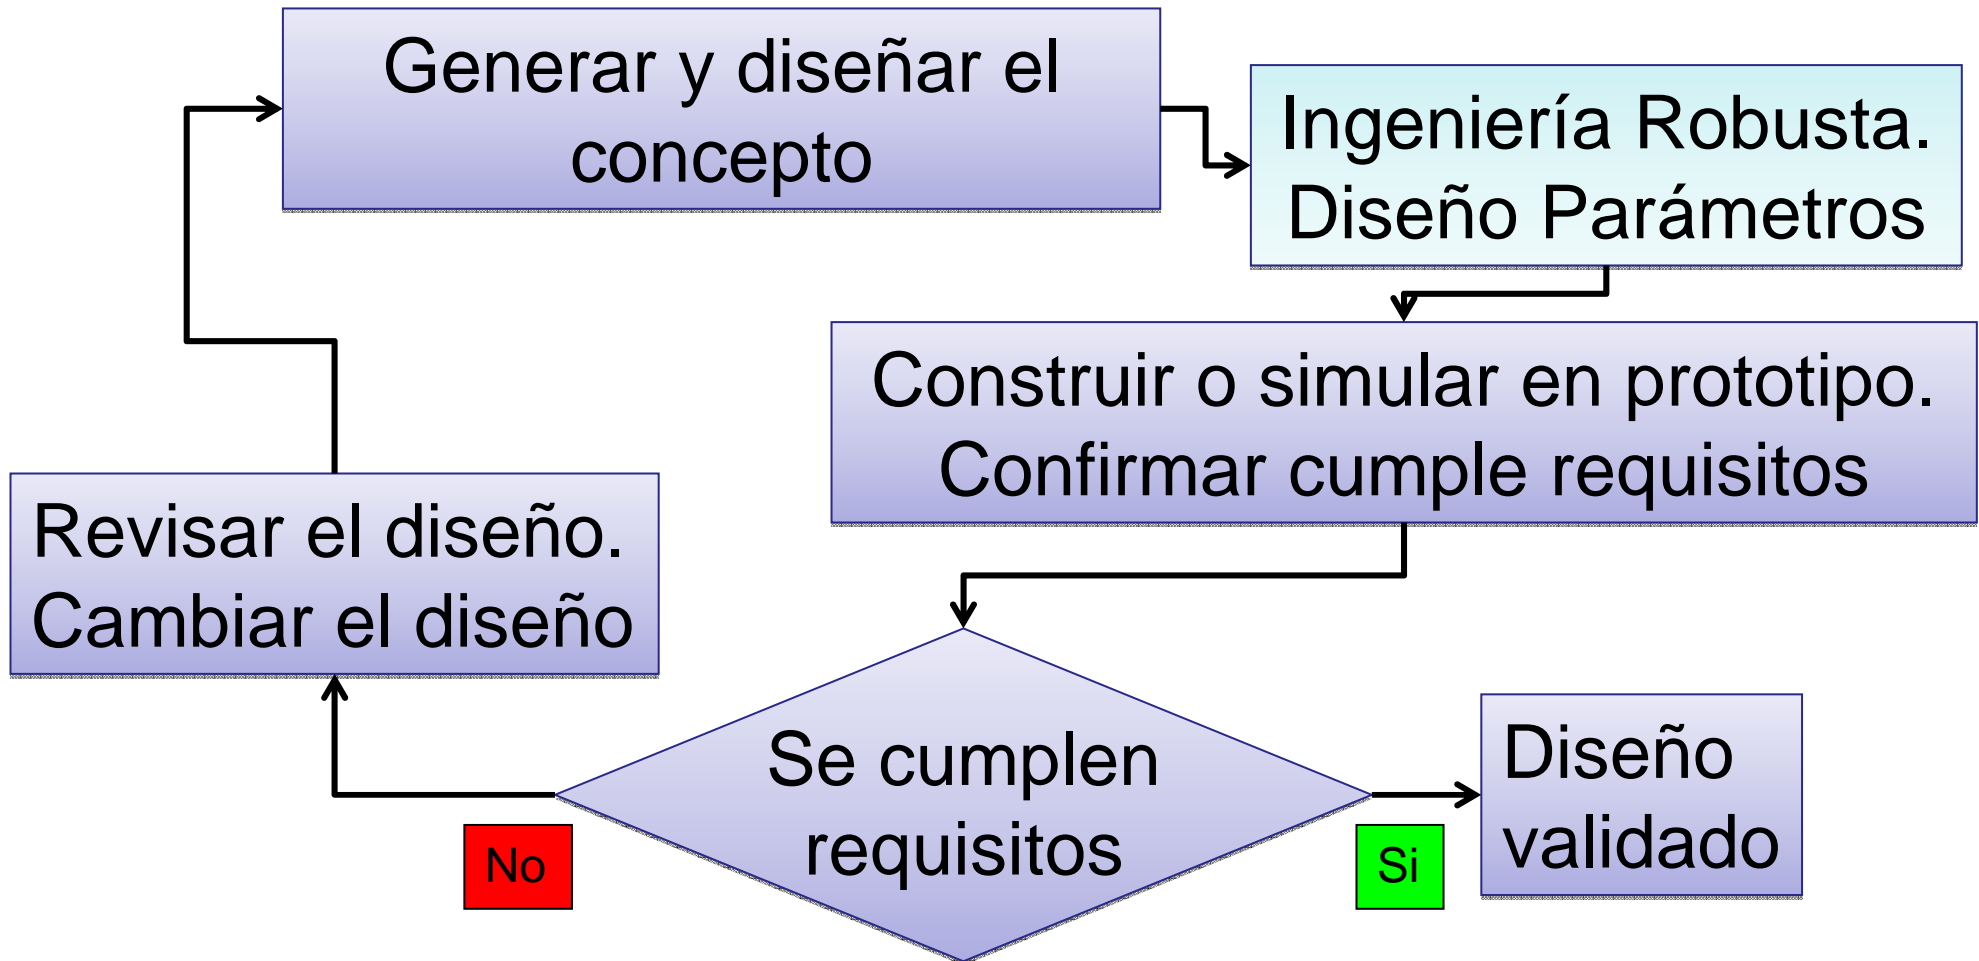 Generar y diseñar el
concepto
Ingeniería Robusta.
Diseño Parámetros
Construir o simular en prototipo.
Confirmar cumple requisitos
Revisar el diseño.
Cambiar el diseño
Se cumplen
requisitos
No
Si
Diseño
validado